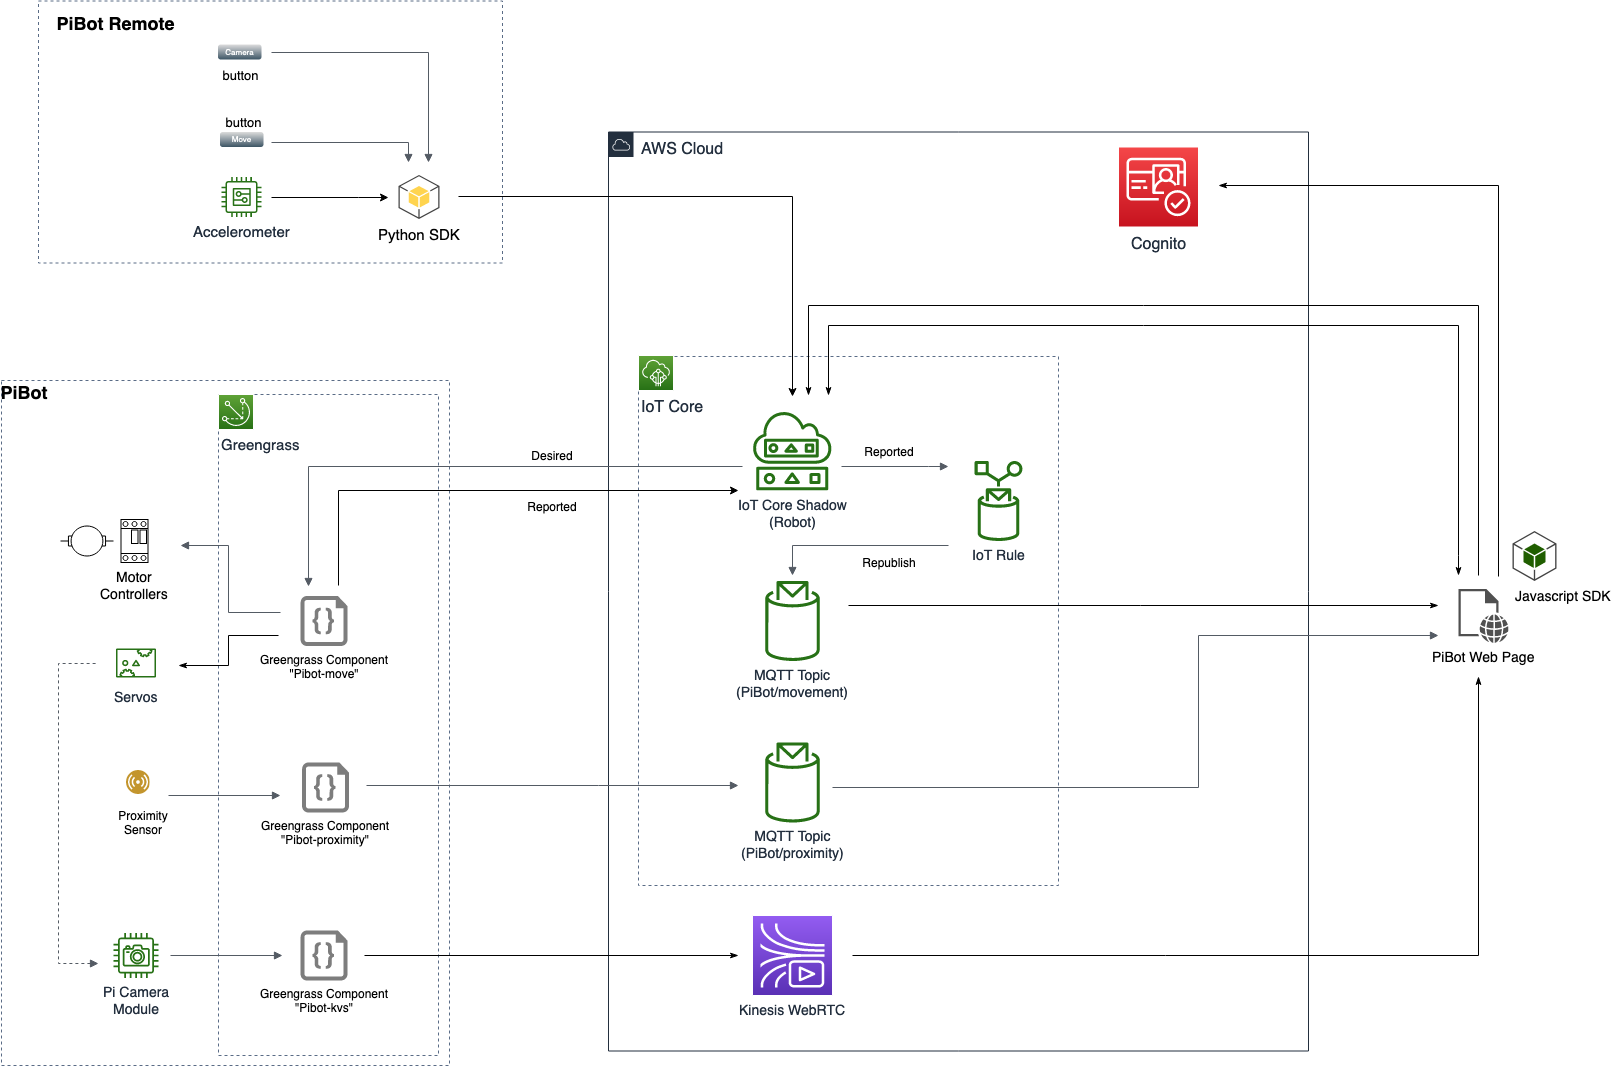 PiBot Remote
Camera
button
button
Move
Accelerometer
Python SDK
AWS Cloud
Cognito
PiBot
Greengrass
IoT Core
Desired
Reported
Reported
IoT Core Shadow
(Robot)
IoT Rule
Republish
Motor
Controllers
Greengrass Component
"Pibot-move"
Servos
MQTT Topic
(PiBot/movement)
Javascript SDK
PiBot Web Page
Proximity
Sensor
Greengrass Component
"Pibot-proximity"
MQTT Topic
(PiBot/proximity)
Pi Camera
Module
Greengrass Component
"Pibot-kvs"
Kinesis WebRTC